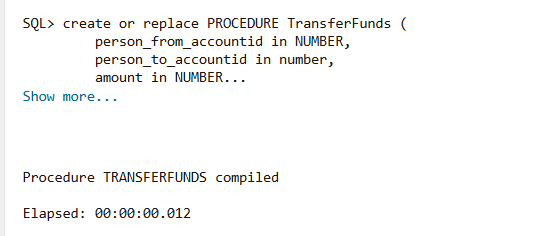 SQL> create or replace PROCEDURE TransferFunds (
person_from_accountid in NUMBER,
person_to_accountid in number,
amount in NUMBER...
Show more...
Procedure TRANSFERFUNDS compiled
Elapsed: 00:00:00.012